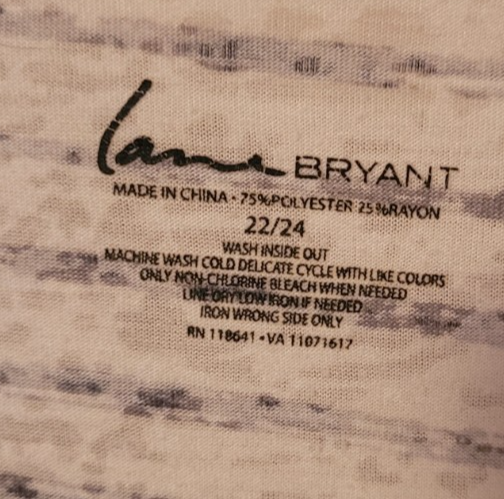 Lane BRYANT
MADE IN CHINA • 75%POLYESTER 25%RAYON
22/24
WASH INSIDE OUT
MACHINE WASH COLD DELICATE CYCLE WITH LIKE COLORS
ONLY NON-CHLORINE BLEACH WHEN NEEDED
LINE DRY LOW IRON IF NEEDED
IRON WRONG SIDE ONLY
RN 118641 • VA 11071617